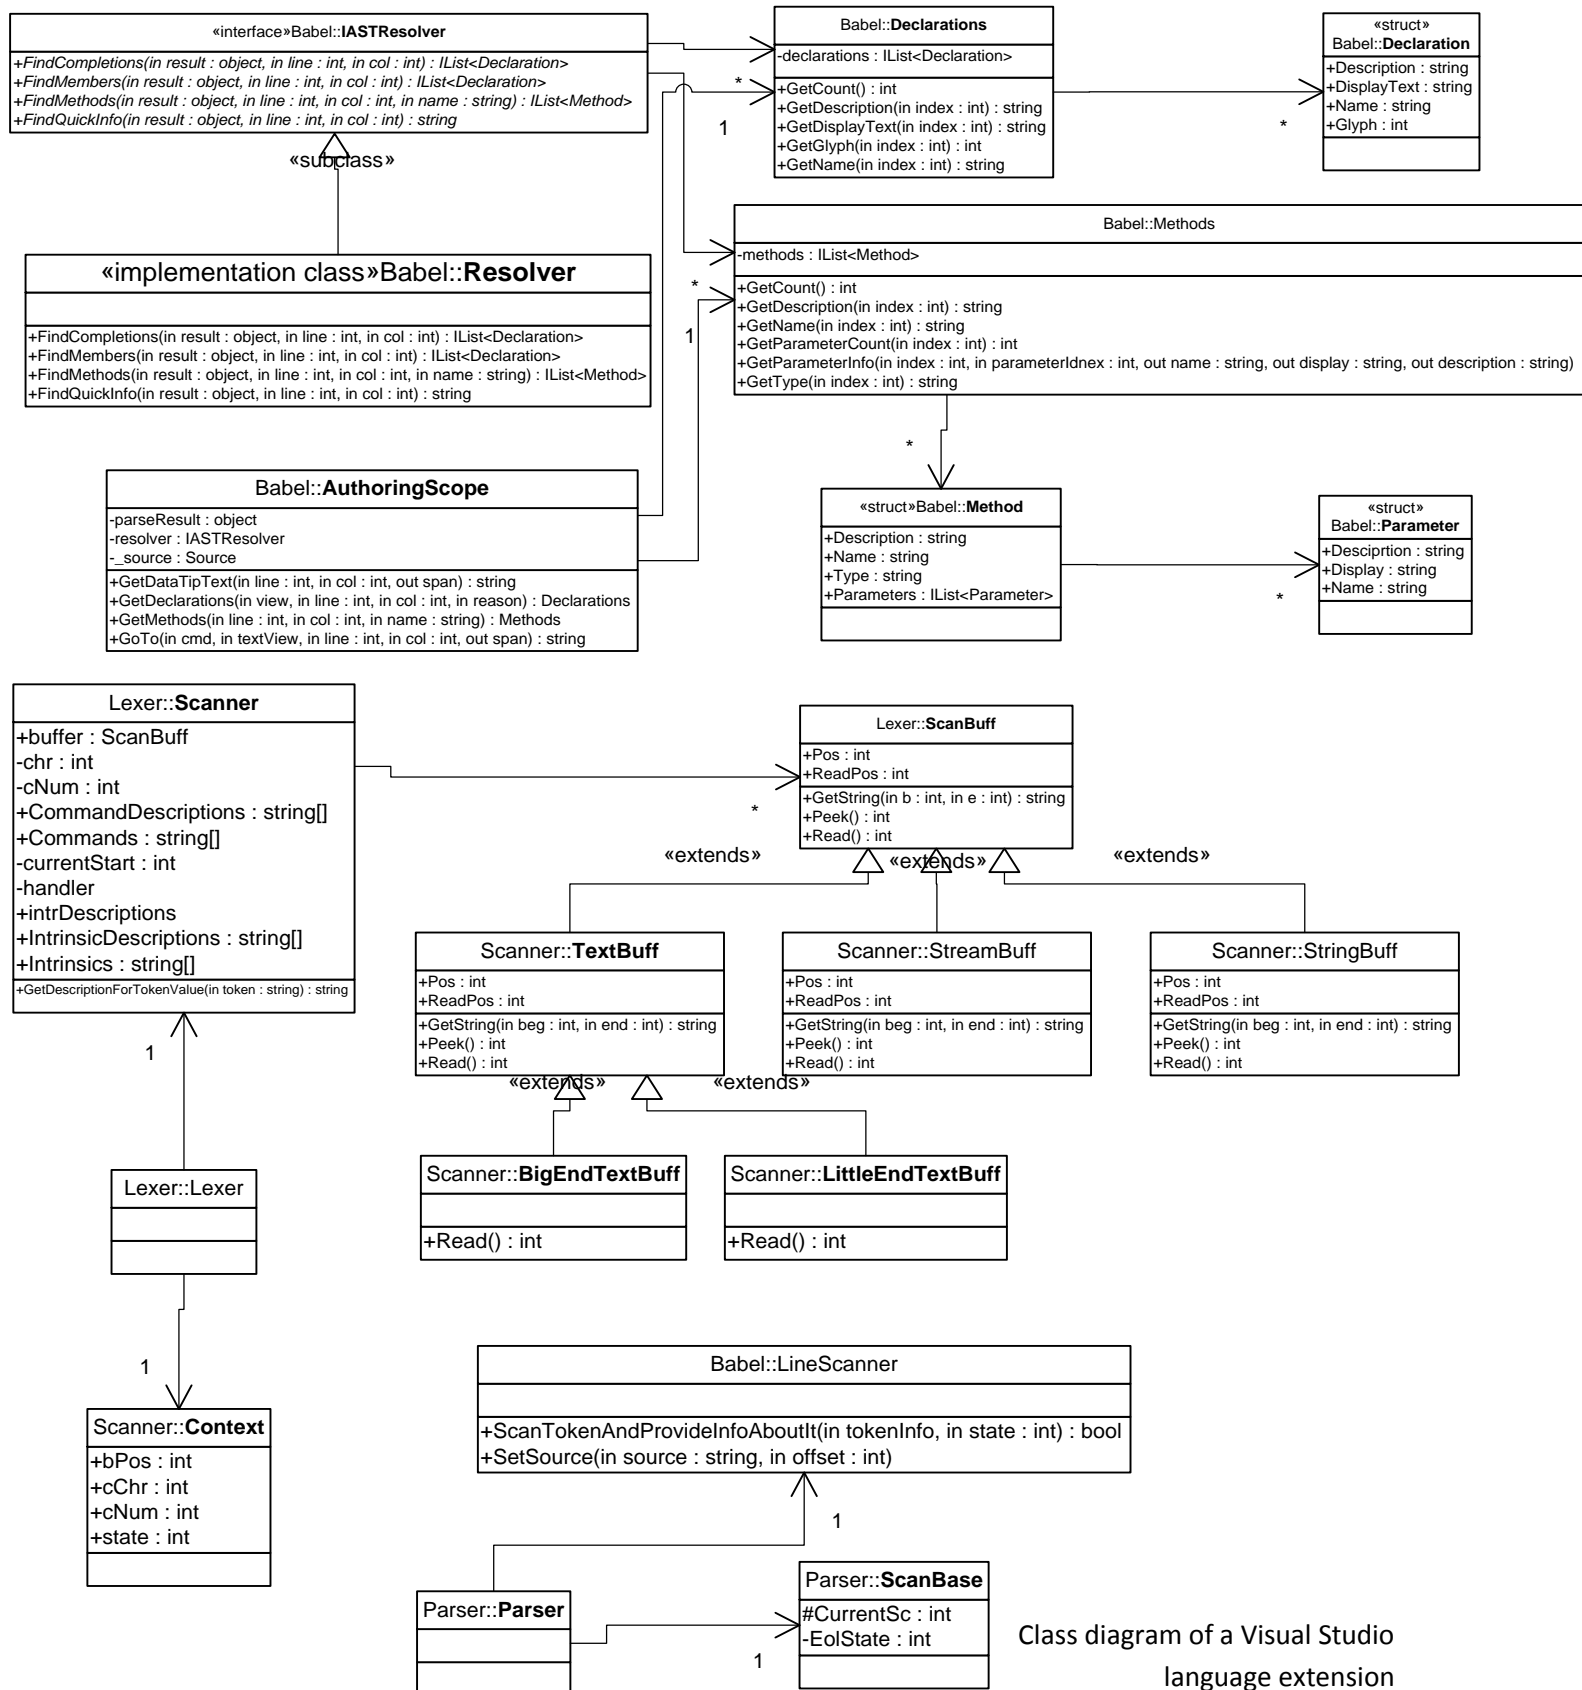 «interface»Babel::IASTResolver
+FindCompletions(in result : object, in line : int, in col : int) : IList<Declaration>
+FindMembers(in result : object, in line : int, in col : int) : IList<Declaration>
+FindMethods(in result : object, in line : int, in col : int, in name : string) : IList<Method>
+FindQuickInfo(in result : object, in line : int, in col : int) : string
Babel::Declarations
-declarations : IList<Declaration>
+GetCount() : int
+GetDescription(in index : int) : string
+GetDisplayText(in index : int) : string
+GetGlyph(in index : int) : int
+GetName(in index : int) : string
*
1
«struct»
Babel::Declaration
+Description : string
+DisplayText : string
+Name : string
+Glyph : int
*
«subclass»
«implementation class»Babel::Resolver
+FindCompletions(in result : object, in line : int, in col : int) : IList<Declaration>
+FindMembers(in result : object, in line : int, in col : int) : IList<Declaration>
+FindMethods(in result : object, in line : int, in col : int, in name : string) : IList<Method>
+FindQuickInfo(in result : object, in line : int, in col : int) : string
Babel::Methods
-methods : IList<Method>
+GetCount() : int
+GetDescription(in index : int) : string
+GetName(in index : int) : string
+GetParameterCount(in index : int) : int
+GetParameterInfo(in index : int, in parameterIdnex : int, out name : string, out display : string, out description : string)
+GetType(in index : int) : string
*
1
*
Babel::AuthoringScope
-parseResult : object
-resolver : IASTResolver
-_source : Source
+GetDataTipText(in line : int, in col : int, out span) : string
+GetDeclarations(in view, in line : int, in col : int, in reason) : Declarations
+GetMethods(in line : int, in col : int, in name : string) : Methods
+GoTo(in cmd, in textView, in line : int, in col : int, out span) : string
«struct»Babel::Method
+Description : string
+Name : string
+Type : string
+Parameters : IList<Parameter>
«struct»
Babel::Parameter
+Desciprtion : string
+Display : string
+Name : string
*
Lexer::Scanner
+buffer : ScanBuff
-chr : int
-cNum : int
+CommandDescriptions : string[]
+Commands : string[]
-currentStart : int
-handler
+intrDescriptions
+IntrinsicDescriptions : string[]
+Intrinsics : string[]
+GetDescriptionForTokenValue(in token : string) : string
Lexer::ScanBuff
+Pos : int
+ReadPos : int
+GetString(in b : int, in e : int) : string
+Peek() : int
+Read() : int
*
«extends»
«extends»
«extends»
Scanner::TextBuff
+Pos : int
+ReadPos : int
+GetString(in beg : int, in end : int) : string
+Peek() : int
+Read() : int
Scanner::StreamBuff
+Pos : int
+ReadPos : int
+GetString(in beg : int, in end : int) : string
+Peek() : int
+Read() : int
Scanner::StringBuff
+Pos : int
+ReadPos : int
+GetString(in beg : int, in end : int) : string
+Peek() : int
+Read() : int
1
«extends»
«extends»
Lexer::Lexer
Scanner::BigEndTextBuff
+Read() : int
Scanner::LittleEndTextBuff
+Read() : int
1
Scanner::Context
+bPos : int
+cChr : int
+cNum : int
+state : int
Babel::LineScanner
+ScanTokenAndProvideInfoAboutIt(in tokenInfo, in state : int) : bool
+SetSource(in source : string, in offset : int)
1
Parser::Parser
Parser::ScanBase
#CurrentSc : int
-EolState : int
1
Class diagram of a Visual Studio
language extension